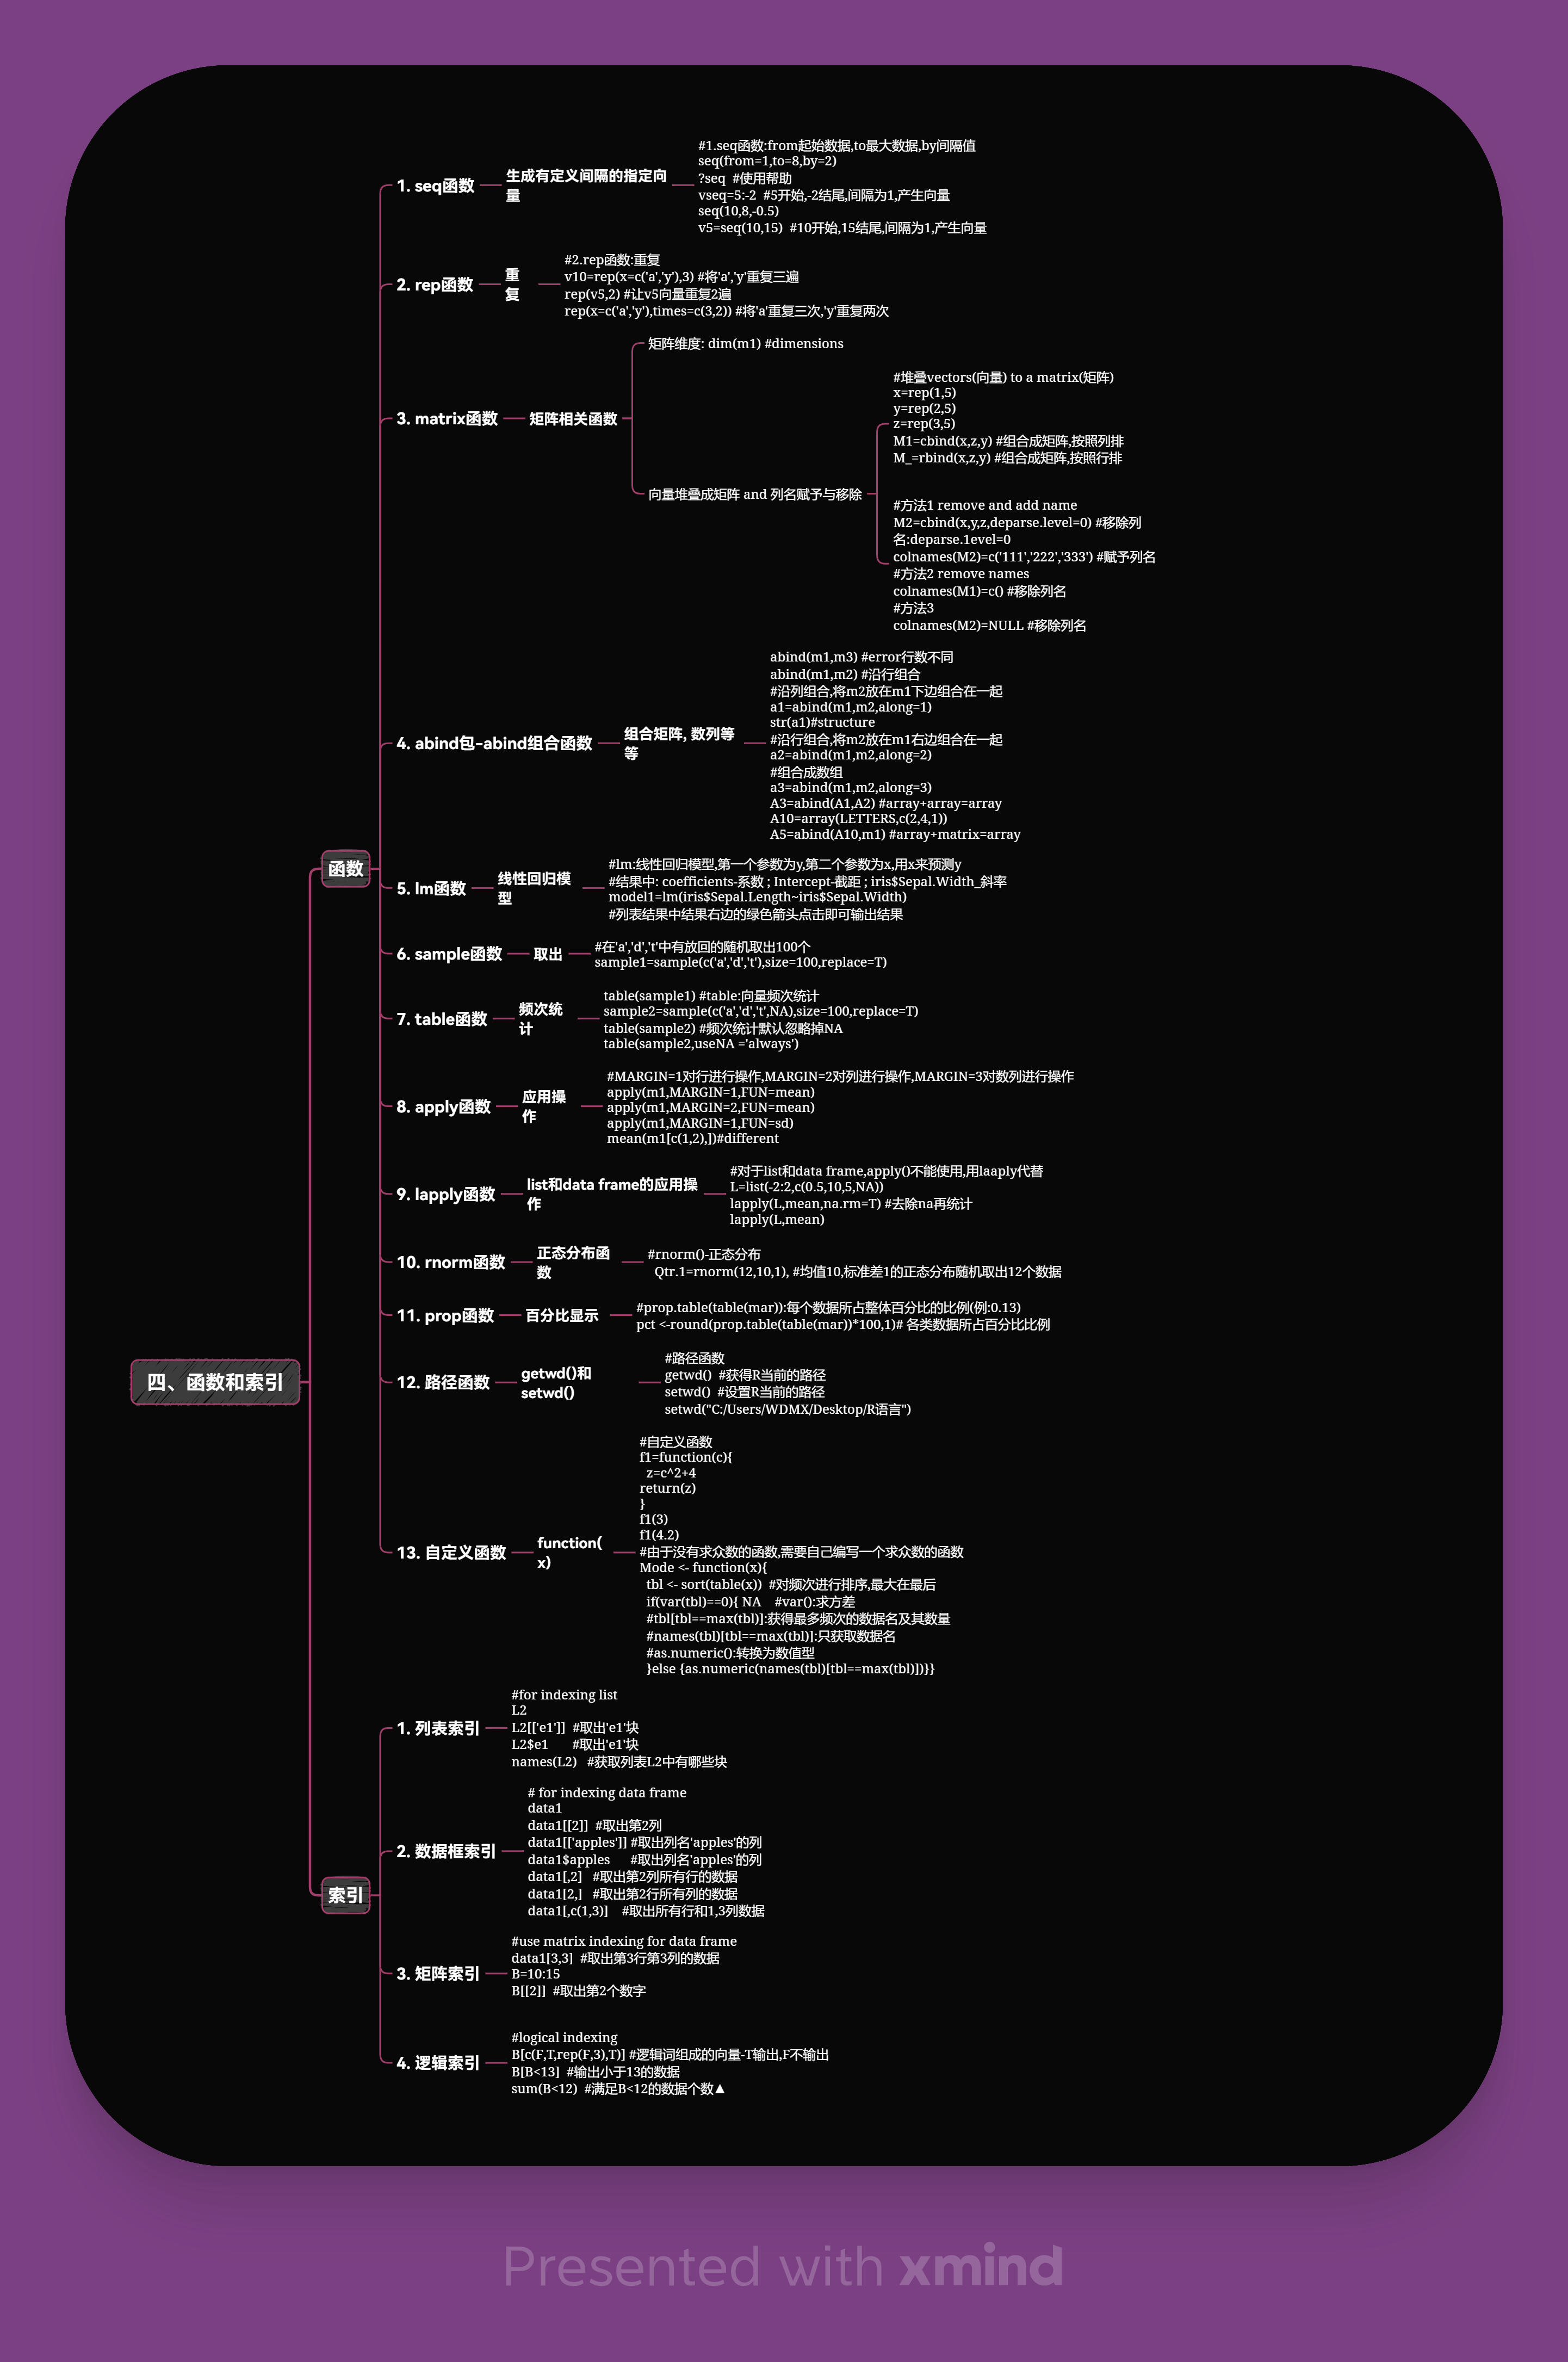 四、函数和索引
函数
1. seq函数
生成有定义间隔的指定向
量
#1.seq函数:from起始数据,to最大数据,by间隔值
seq(from=1,to=8,by=2)
?seq  #使用帮助
vseq=5:-2  #5开始,-2结尾,间隔为1,产生向量
seq(10,8,-0.5)
v5=seq(10,15)  #10开始,15结尾,间隔为1,产生向量
2. rep函数
重
复
#2.rep函数:重复
v10=rep(x=c('a','y'),3) #将'a','y'重复三遍
rep(v5,2) #让v5向量重复2遍
rep(x=c('a','y'),times=c(3,2)) #将'a'重复三次,'y'重复两次
3. matrix函数
矩阵相关函数
矩阵维度: dim(m1) #dimensions
向量堆叠成矩阵 and 列名赋予与移除
#堆叠vectors(向量) to a matrix(矩阵)
x=rep(1,5)
y=rep(2,5)
z=rep(3,5)
M1=cbind(x,z,y) #组合成矩阵,按照列排
M_=rbind(x,z,y) #组合成矩阵,按照行排
#方法1 remove and add name
M2=cbind(x,y,z,deparse.level=0) #移除列
名:deparse.1evel=0
colnames(M2)=c('111','222','333') #赋予列名
#方法2 remove names
colnames(M1)=c() #移除列名
#方法3
colnames(M2)=NULL #移除列名
4. abind包-abind组合函数
组合矩阵, 数列等
等
abind(m1,m3) #error行数不同
abind(m1,m2) #沿行组合
#沿列组合,将m2放在m1下边组合在一起
a1=abind(m1,m2,along=1)
str(a1)#structure
#沿行组合,将m2放在m1右边组合在一起
a2=abind(m1,m2,along=2)
#组合成数组
a3=abind(m1,m2,along=3)
A3=abind(A1,A2) #array+array=array
A10=array(LETTERS,c(2,4,1))
A5=abind(A10,m1) #array+matrix=array
5. lm函数
线性回归模
型
#lm:线性回归模型,第一个参数为y,第二个参数为x,用x来预测y
#结果中: coefficients-系数 ; Intercept-截距 ; iris$Sepal.Width_斜率
model1=lm(iris$Sepal.Length~iris$Sepal.Width)
#列表结果中结果右边的绿色箭头点击即可输出结果
6. sample函数
取出
#在'a','d','t'中有放回的随机取出100个
sample1=sample(c('a','d','t'),size=100,replace=T)
7. table函数
频次统
计
table(sample1) #table:向量频次统计
sample2=sample(c('a','d','t',NA),size=100,replace=T)
table(sample2) #频次统计默认忽略掉NA
table(sample2,useNA ='always')
8. apply函数
应用操
作
#MARGIN=1对行进行操作,MARGIN=2对列进行操作,MARGIN=3对数列进行操作
apply(m1,MARGIN=1,FUN=mean)
apply(m1,MARGIN=2,FUN=mean)
apply(m1,MARGIN=1,FUN=sd)
mean(m1[c(1,2),])#different
9. lapply函数
list和data frame的应用操
作
#对于list和data frame,apply()不能使用,用laaply代替
L=list(-2:2,c(0.5,10,5,NA))
lapply(L,mean,na.rm=T) #去除na再统计
lapply(L,mean)
10. rnorm函数
正态分布函
数
#rnorm()-正态分布
Qtr.1=rnorm(12,10,1), #均值10,标准差1的正态分布随机取出12个数据
11. prop函数
百分比显示
#prop.table(table(mar)):每个数据所占整体百分比的比例(例:0.13)
pct <-round(prop.table(table(mar))*100,1)# 各类数据所占百分比比例
12. 路径函数
getwd()和
setwd()
#路径函数
getwd()  #获得R当前的路径
setwd()  #设置R当前的路径
setwd("C:/Users/WDMX/Desktop/R语言")
13. 自定义函数
function(
x)
#自定义函数
f1=function(c){
z=c^2+4
return(z)
}
f1(3)
f1(4.2)
#由于没有求众数的函数,需要自己编写一个求众数的函数
Mode <- function(x){
tbl <- sort(table(x))  #对频次进行排序,最大在最后
if(var(tbl)==0){ NA    #var():求方差
#tbl[tbl==max(tbl)]:获得最多频次的数据名及其数量
#names(tbl)[tbl==max(tbl)]:只获取数据名
#as.numeric():转换为数值型
}else {as.numeric(names(tbl)[tbl==max(tbl)])}}
索引
1. 列表索引
#for indexing list
L2
L2[['e1']]  #取出'e1'块
L2$e1       #取出'e1'块
names(L2)   #获取列表L2中有哪些块
2. 数据框索引
# for indexing data frame
data1
data1[[2]]  #取出第2列
data1[['apples']] #取出列名'apples'的列
data1$apples      #取出列名'apples'的列
data1[,2]   #取出第2列所有行的数据
data1[2,]   #取出第2行所有列的数据
data1[,c(1,3)]    #取出所有行和1,3列数据
3. 矩阵索引
#use matrix indexing for data frame
data1[3,3]  #取出第3行第3列的数据
B=10:15
B[[2]]  #取出第2个数字
4. 逻辑索引
#logical indexing
B[c(F,T,rep(F,3),T)] #逻辑词组成的向量-T输出,F不输出
B[B<13]  #输出小于13的数据
sum(B<12)  #满足B<12的数据个数▲
Presented with xmind